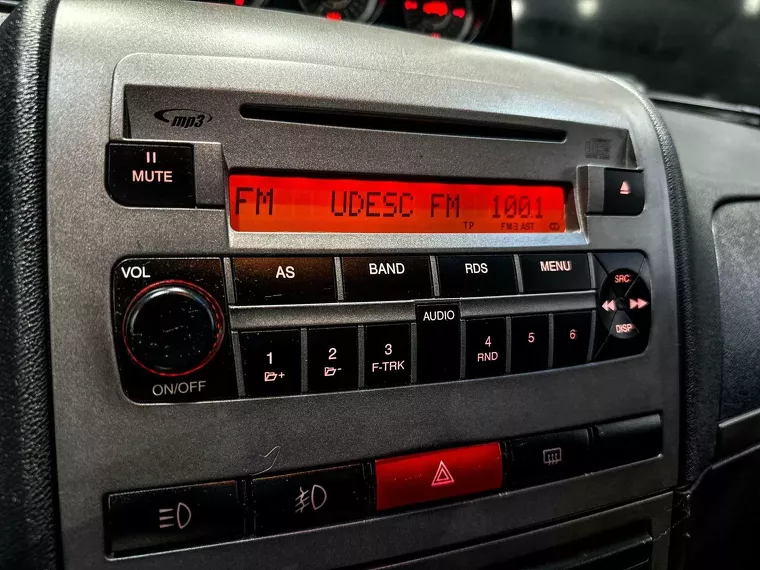 mp3
MUTE
FM UDESC FM 100.1
TP FM3 AST
VOL
AS BAND RDS MENU
SRC
DISP
AUDIO
1 2 3 4 5 6
F-TRK RND
ON/OFF